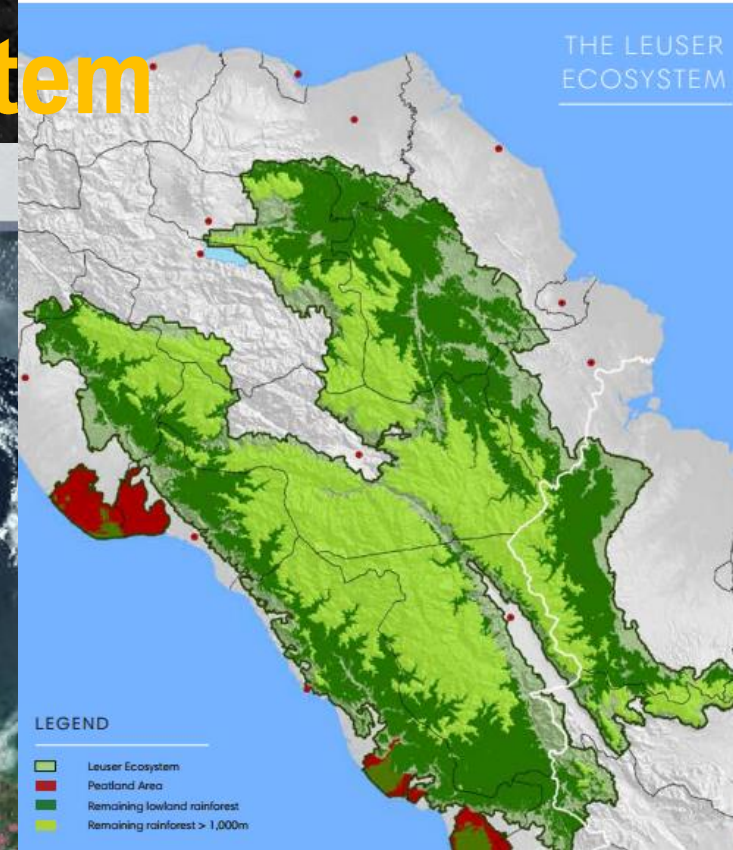 tem
THE LEUSER
ECOSYSTEM
LEGEND
Leuser Ecosystem
Peatland Area
Remaining lowland rainforest
Remaining rainforest > 1,000m